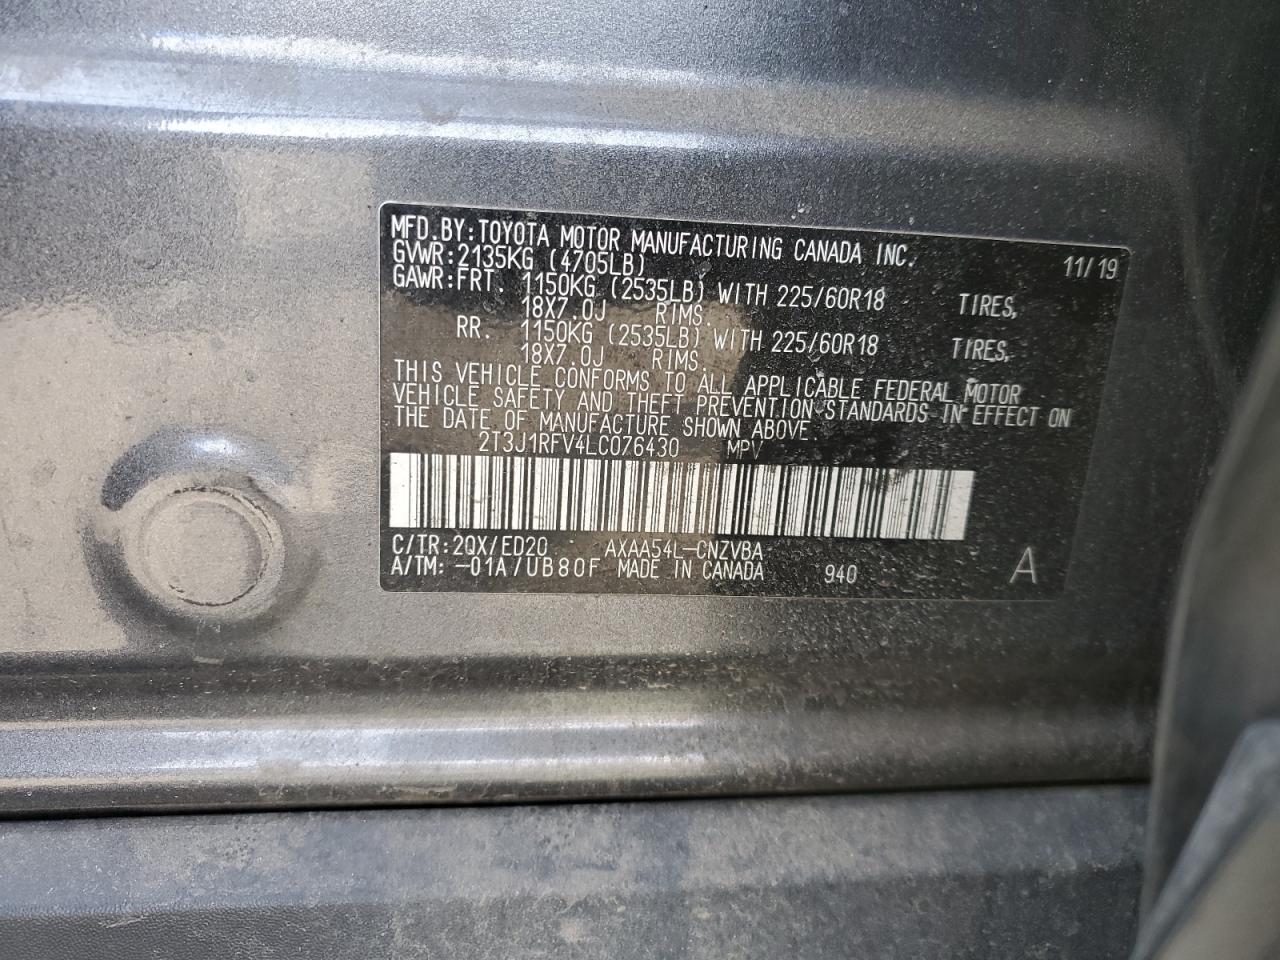 MFD.BY:TOYOTA MOTOR MANUFACTURING CANADA INC. 11/19
GVWR:2135KG (4705LB)
GAWR:FRT. 1150KG (2535LB) WITH 225/60R18 TIRES,
18X7.0J RIMS.
RR. 1150KG (2535LB) WITH 225/60R18 TIRES,
18X7.0J RIMS.
THIS VEHICLE CONFORMS TO ALL APPLICABLE FEDERAL MOTOR
VEHICLE SAFETY AND THEFT PREVENTION STANDARDS IN EFFECT ON
THE DATE OF MANUFACTURE SHOWN ABOVE.
2T3J1RFV4LC076430 MPV
C/TR:2QX/ED20 AXAA54L-CNZVBA
A/TM: -01A/UB80F MADE IN CANADA 940 A